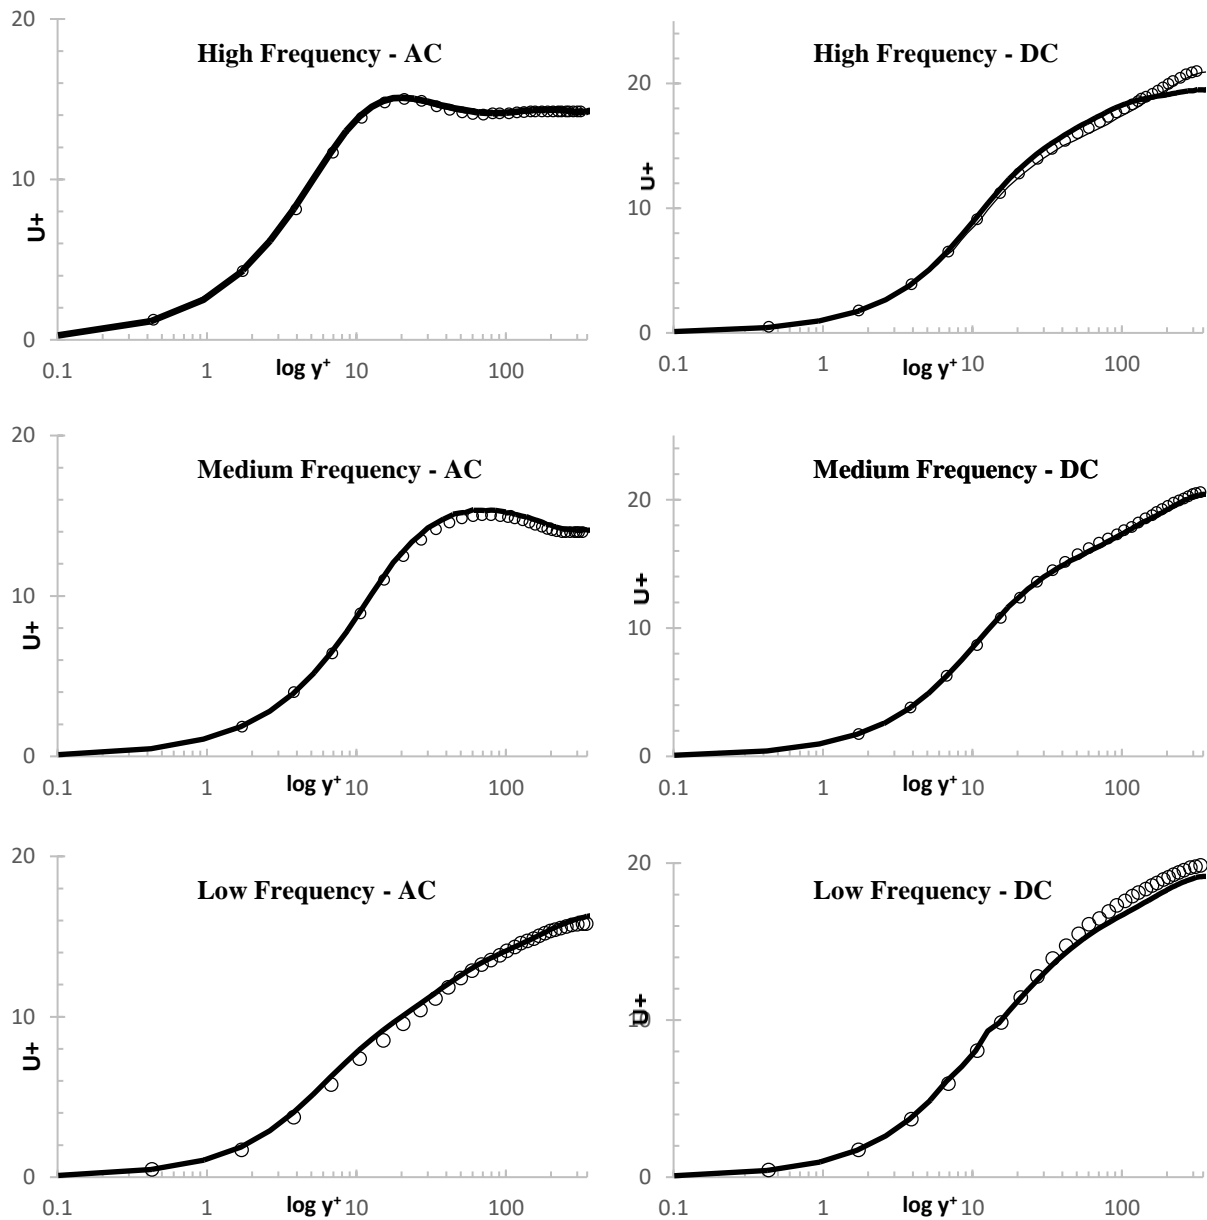 High Frequency - AC
20
10
0
U+
0.1 1 10 100
log y⁺
High Frequency - DC
20
10
0
U+
0.1 1 10 100
log y⁺
Medium Frequency - AC
20
10
0
U+
0.1 1 10 100
log y⁺
Medium Frequency - DC
20
10
0
U+
0.1 1 10 100
log y⁺
Low Frequency - AC
20
10
0
U+
0.1 1 10 100
log y⁺
Low Frequency - DC
20
10
0
U+
0.1 1 10 100
log y⁺